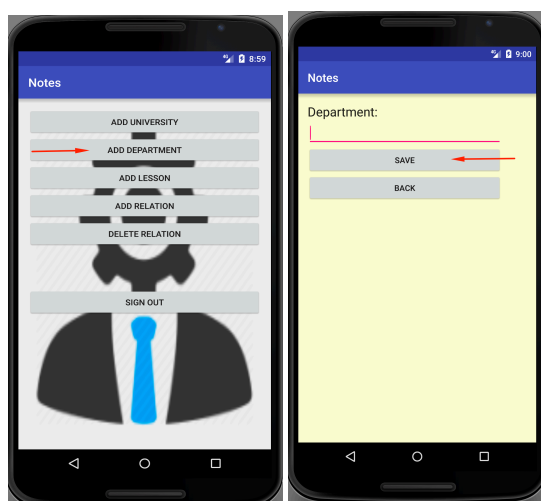 8:59
Notes
ADD UNIVERSITY
ADD DEPARTMENT
ADD LESSON
ADD RELATION
DELETE RELATION
SIGN OUT
9:00
Notes
Department:
SAVE
BACK